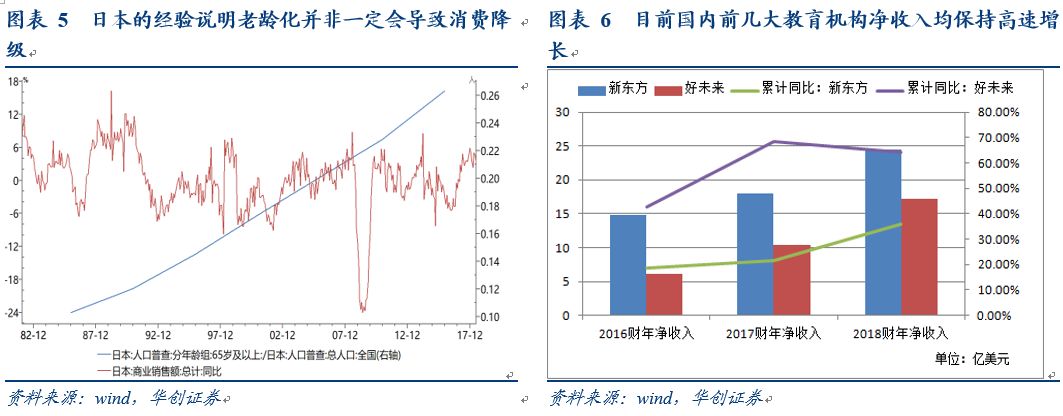 图表 5 日本的经验说明老龄化并非一定会导致消费降
级
18
%
12
6
0
-6
-12
-18
-24
人
0.26
0.24
0.22
0.20
0.18
0.16
0.14
0.12
0.10
82-12 87-12 92-12 97-12 02-12 07-12 12-12 17-12
日本:人口普查:分年龄组:65岁及以上:/日本:人口普查:总人口:全国(右轴)
日本:商业销售额:总计:同比
资料来源：wind，华创证券
图表 6 目前国内前几大教育机构净收入均保持高速增
长
新东方 好未来 累计同比：新东方 累计同比：好未来
30
25
20
15
10
5
0
80.00%
70.00%
60.00%
50.00%
40.00%
30.00%
20.00%
10.00%
0.00%
2016财年净收入 2017财年净收入 2018财年净收入
单位：亿美元
资料来源：wind，华创证券